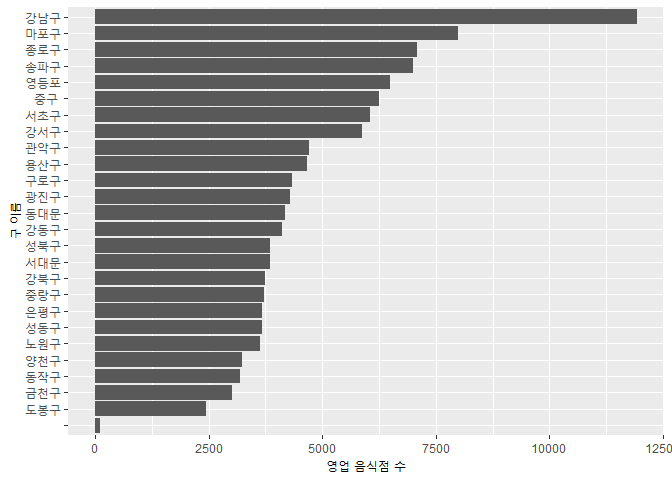 강남구
마포구
종로구
송파구
영등포
중구
서초구
강서구
관악구
용산구
구로구
광진구
동대문
강동구
성북구
서대문
강북구
중랑구
은평구
성동구
노원구
양천구
동작구
금천구
도봉구
구 이름
0 2500 5000 7500 10000 12500
영업 음식점 수